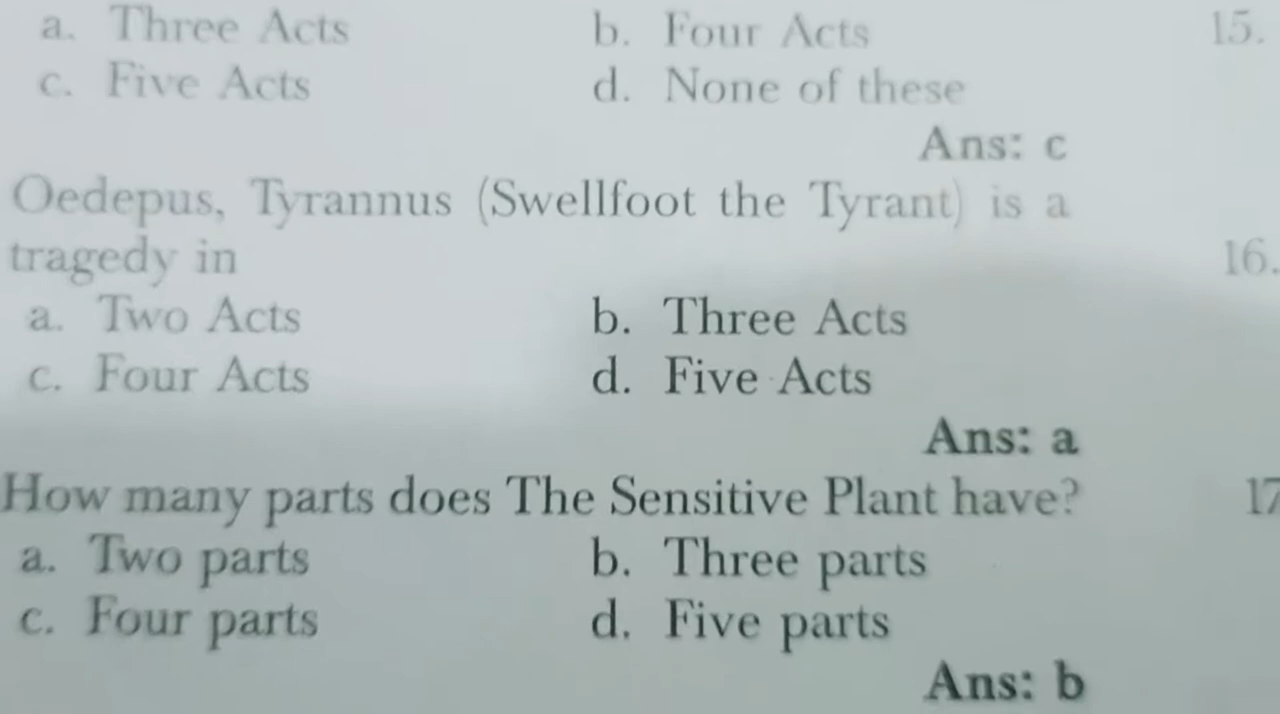 a. Three Acts b. Four Acts 15.
c. Five Acts d. None of these
Ans: c
Oedepus, Tyrannus (Swellfoot the Tyrant) is a
tragedy in 16.
a. Two Acts b. Three Acts
c. Four Acts d. Five Acts
Ans: a
How many parts does The Sensitive Plant have? 17
a. Two parts b. Three parts
c. Four parts d. Five parts
Ans: b